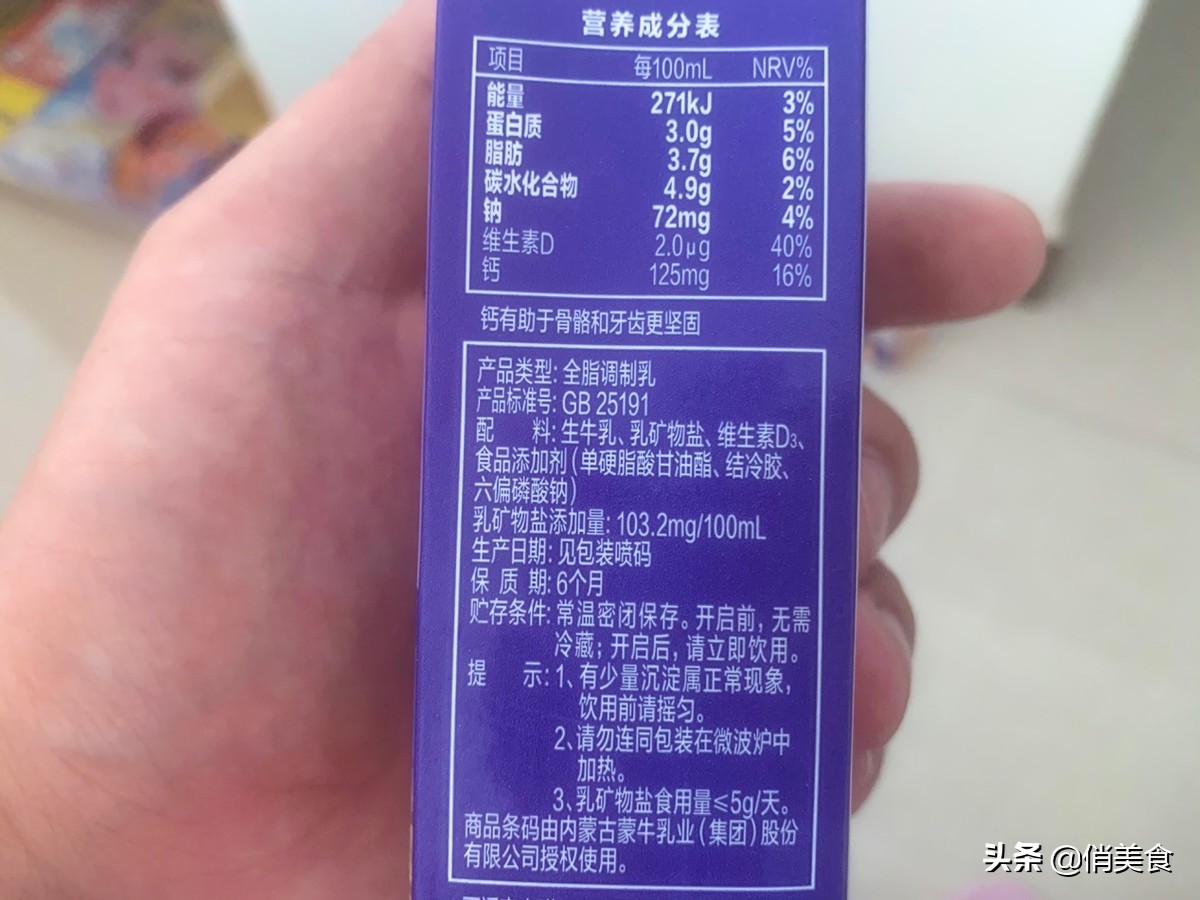 营养成分表
项目 每100mL NRV%
能量 271kJ 3%
蛋白质 3.0g 5%
脂肪 3.7g 6%
碳水化合物 4.9g 2%
钠 72mg 4%
维生素D 2.0μg 40%
钙 125mg 16%
钙有助于骨骼和牙齿更坚固
产品类型:全脂调制乳
产品标准号:GB 25191
配 料:生牛乳、乳矿物盐、维生素D₃、
食品添加剂(单硬脂酸甘油酯、结冷胶、
六偏磷酸钠)
乳矿物盐添加量:103.2mg/100mL
生产日期:见包装喷码
保 质 期:6个月
贮存条件:常温密闭保存。开启前,无需
冷藏;开启后,请立即饮用。
提 示:1、有少量沉淀属正常现象,
饮用前请摇匀。
2、请勿连同包装在微波炉中
加热。
3、乳矿物盐食用量≤5g/天。
商品条码由内蒙古蒙牛乳业(集团)股份
有限公司授权使用。
头条 @俏美食